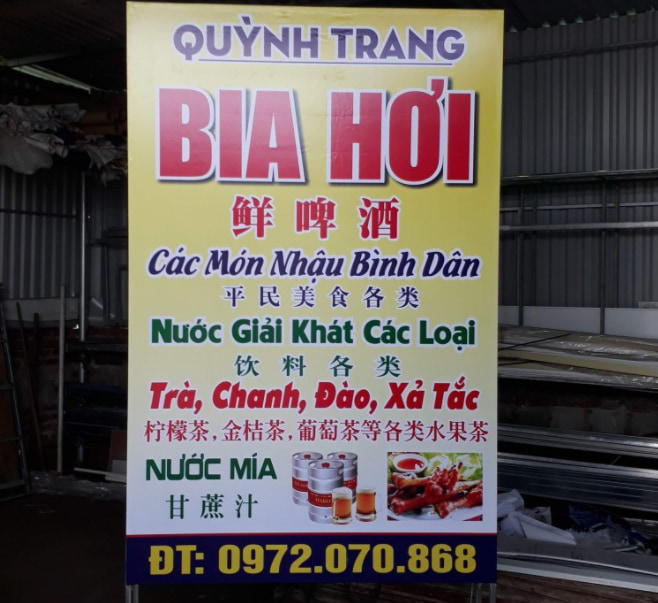 QUỲNH TRANG
BIA HƠI
鲜啤酒
Các Món Nhậu Bình Dân
平民美食各类
Nước Giải Khát Các Loại
饮料各类
Trà, Chanh, Đào, Xả Tắc
柠檬茶,金桔茶,葡萄茶等各类水果茶
NƯỚC MÍA
甘蔗汁
ĐT: 0972.070.868